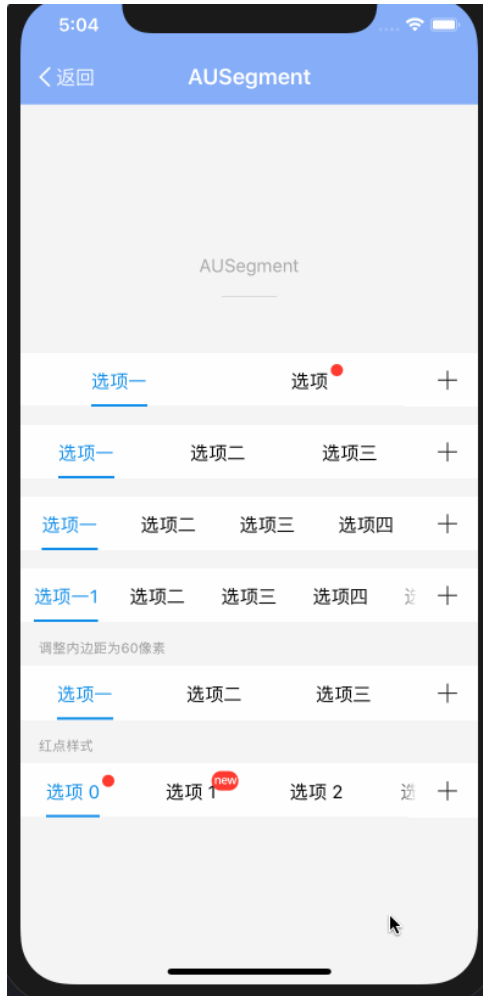 5:04
返回 AUSegment
AUSegment
选项一 选项
选项一 选项二 选项三
选项一 选项二 选项三 选项四
选项一1 选项二 选项三 选项四
调整内边距为60像素
选项一 选项二 选项三
红点样式
选项 0 选项 1 new 选项 2